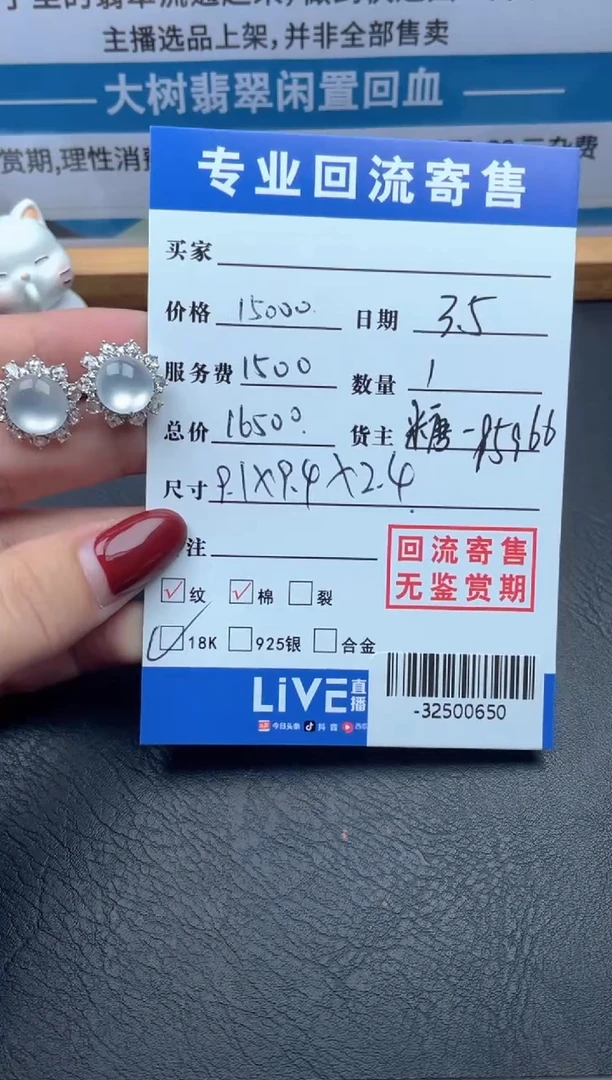 主播选品上架,并非全部售卖
大树翡翠闲置回血
赏期,理性消
专业回流寄售
买家
价格 15000 日期 3.5
服务费 1500 数量 1
总价 16500 货主
尺寸 9.1X9.4X2.4
注
回流寄售
无鉴赏期
纹 棉 裂
18K 925银 合金
LiVE直播
今日头条 抖音
-32500650